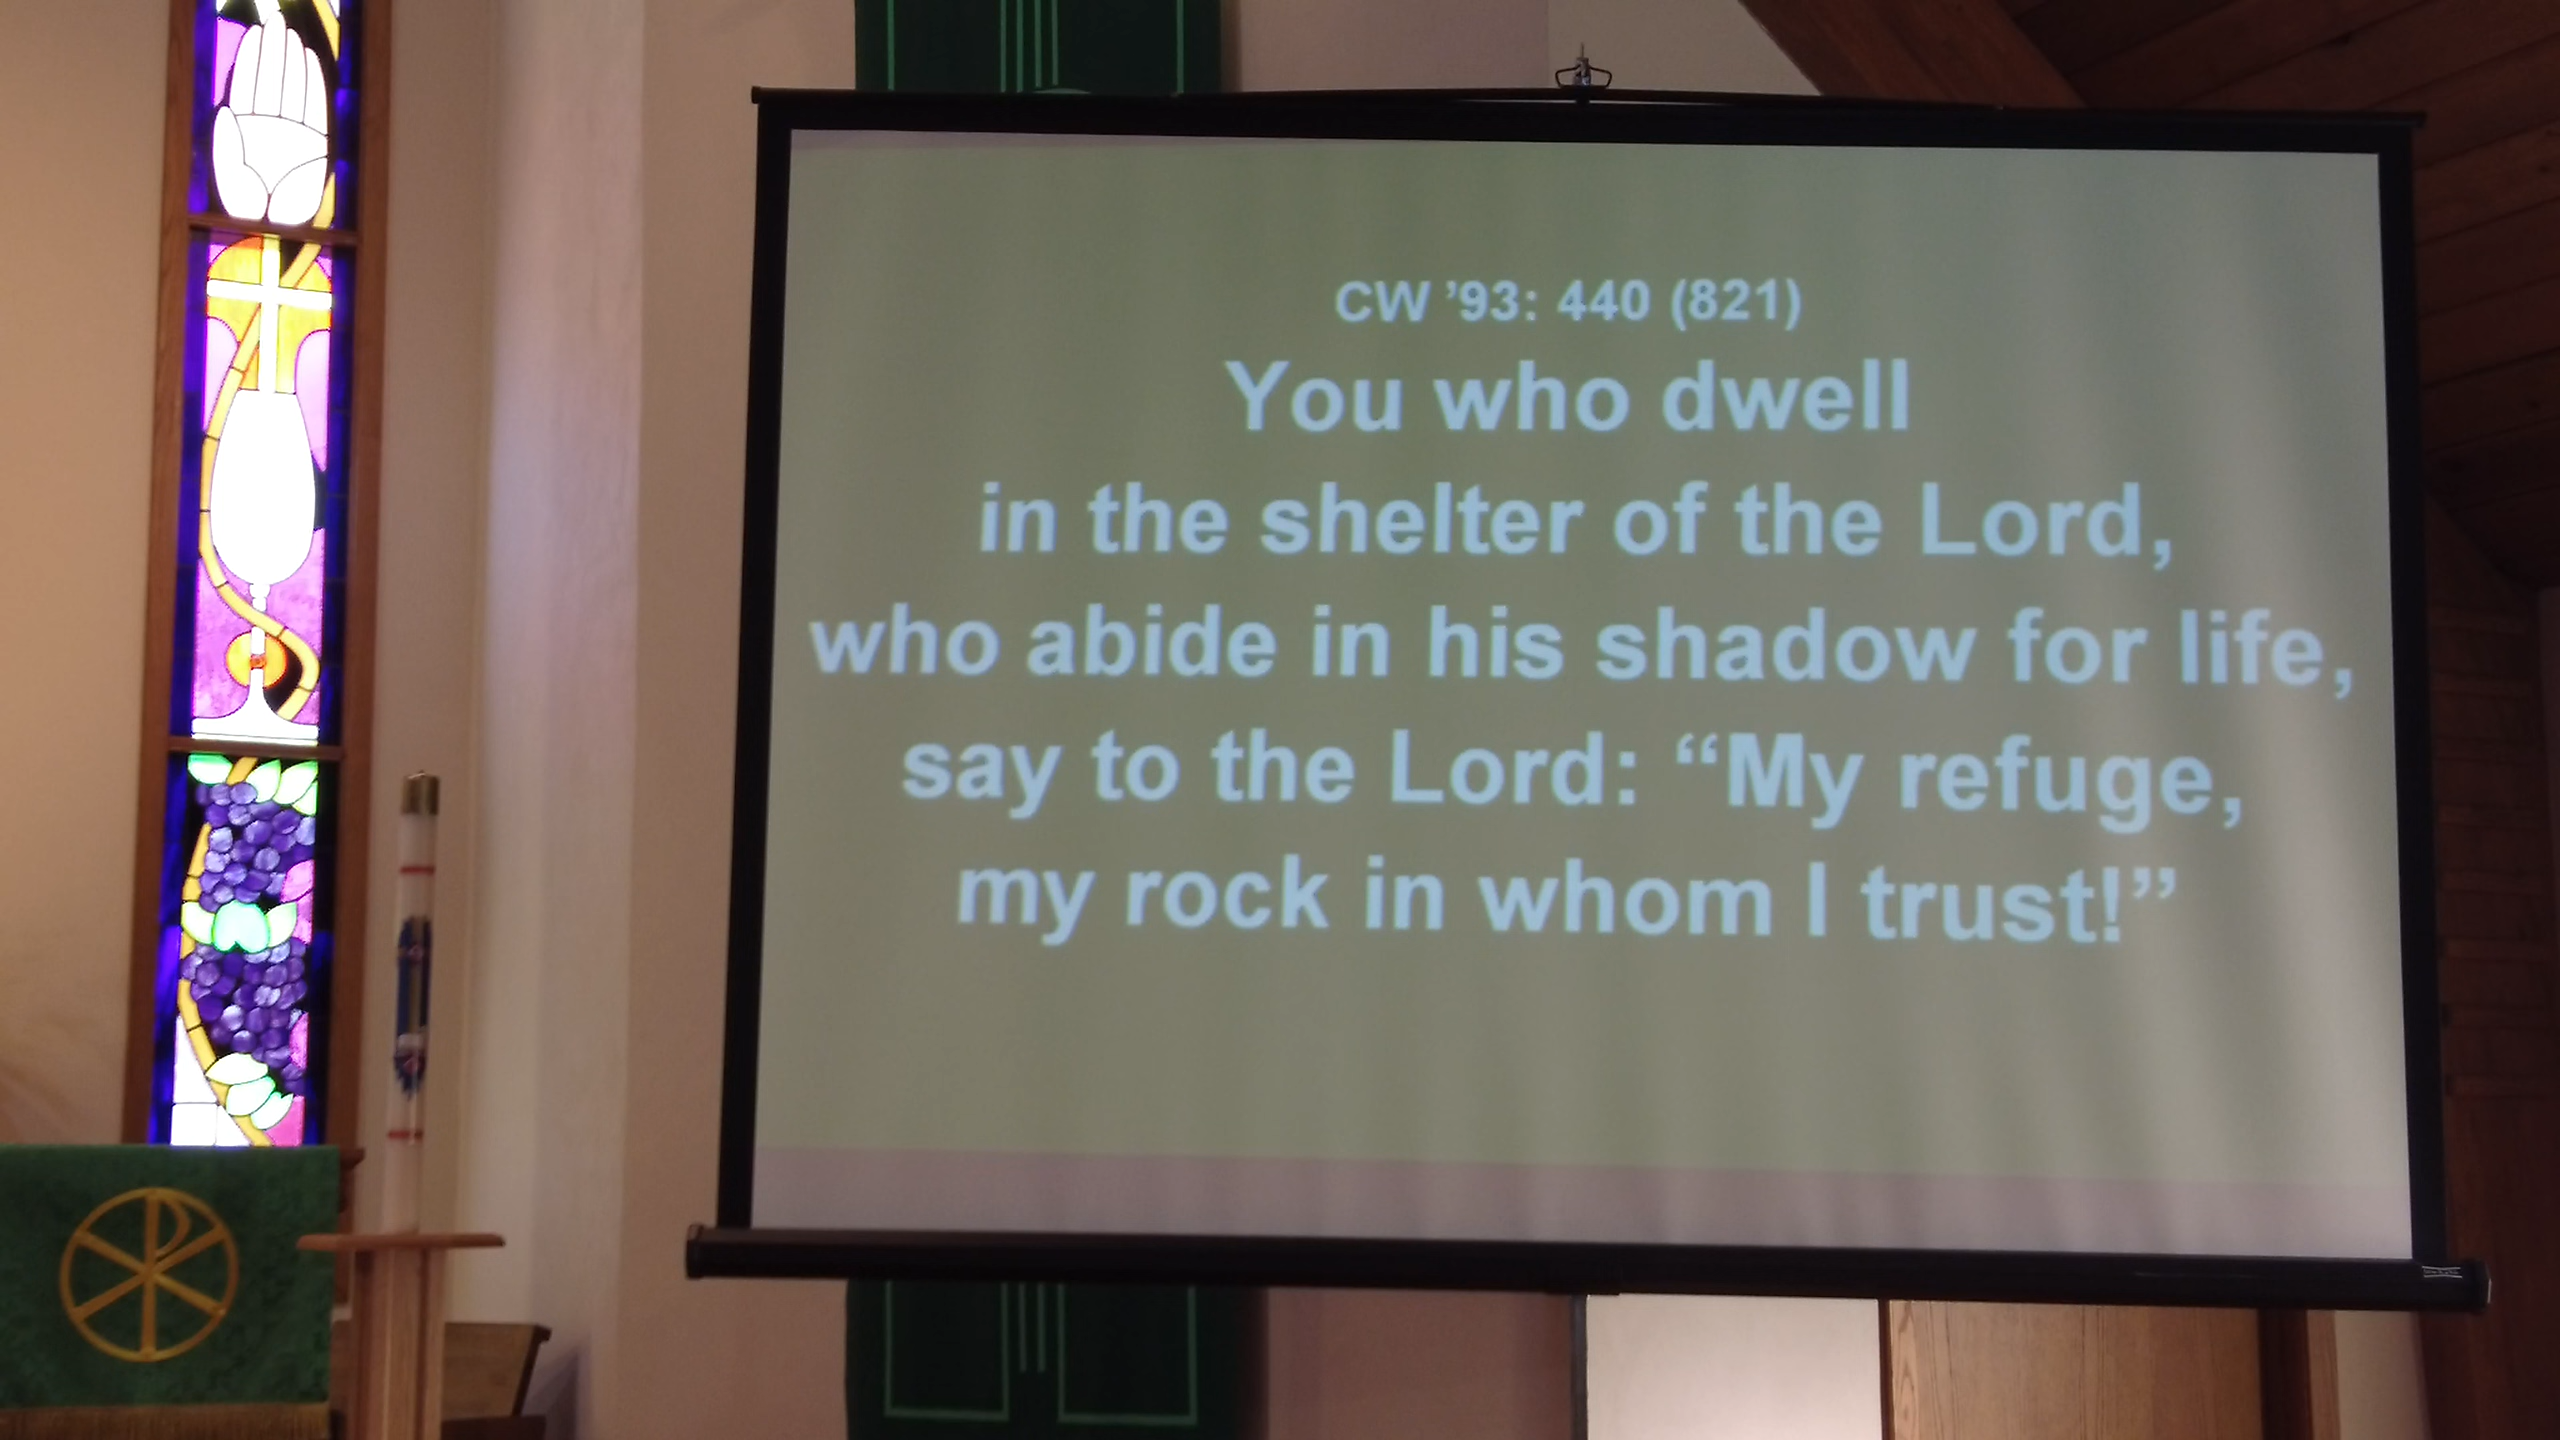 CW ’93: 440 (821)
You who dwell
in the shelter of the Lord,
who abide in his shadow for life,
say to the Lord: “My refuge,
my rock in whom I trust!”